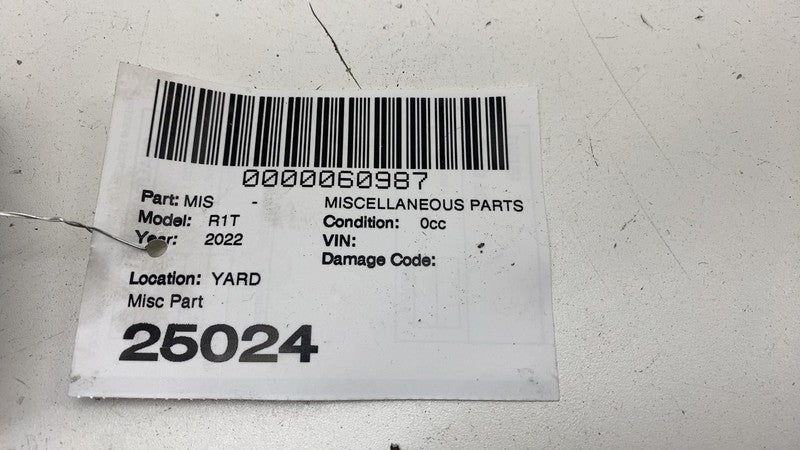 0000060987
Part: MIS - MISCELLANEOUS PARTS
Model: R1T Condition: 0cc
Year: 2022 VIN:
Damage Code:
Location: YARD
Misc Part
25024